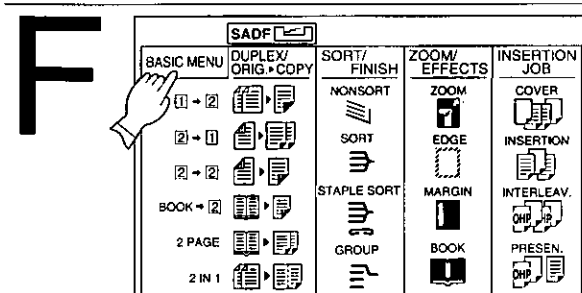 F
SADF
BASIC MENU DUPLEX/ ORIG.▸COPY SORT/ FINISH ZOOM/ EFFECTS INSERTION JOB
1 → 2 NONSORT ZOOM COVER
2 → 1 SORT EDGE INSERTION
2 → 2 STAPLE SORT MARGIN INTERLEAV.
OHP
BOOK → 2
2 PAGE GROUP BOOK PRESEN.
OHP
2 IN 1